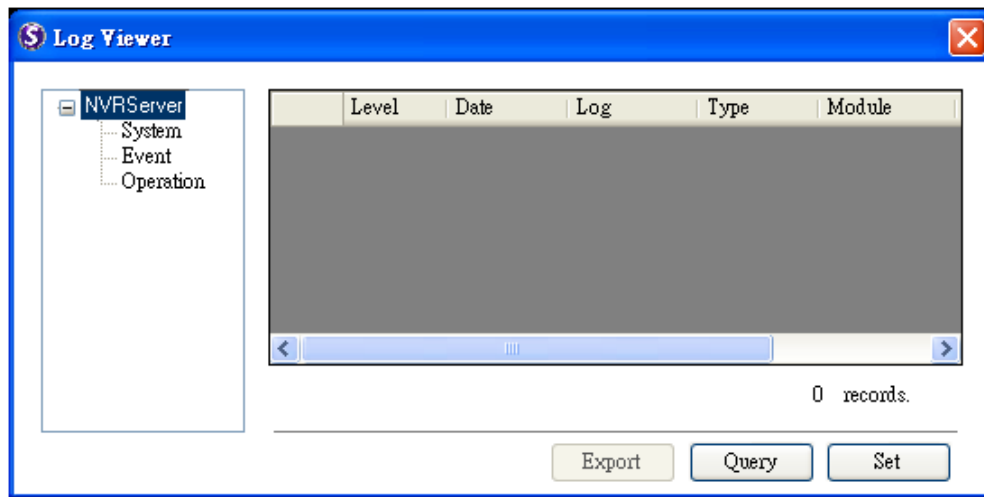 S Log Viewer
NVRServer
System
Event
Operation
Level Date Log Type Module
0 records.
Export Query Set